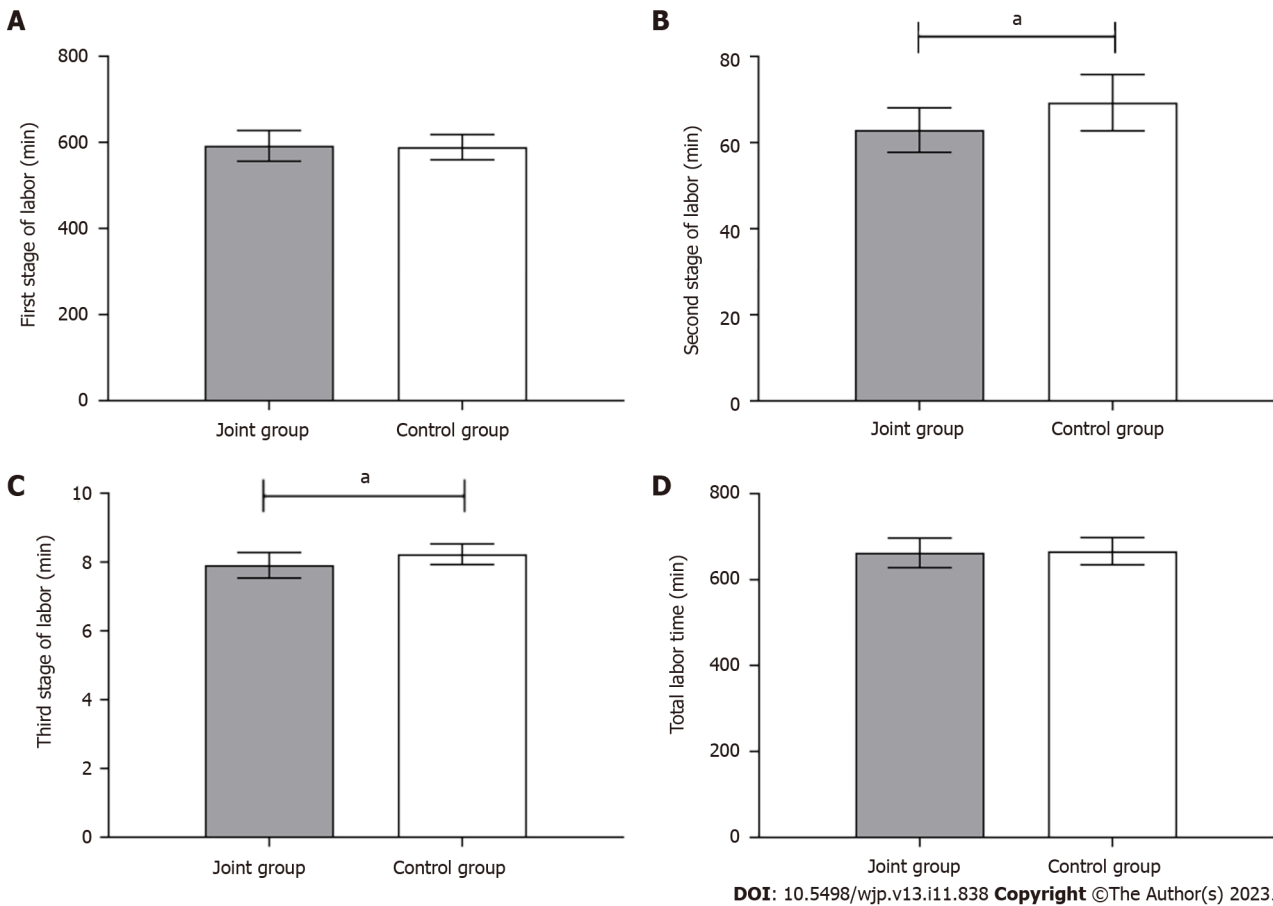 A
First stage of labor (min)
800
600
400
200
0
Joint group
Control group
B
a
Second stage of labor (min)
80
60
40
20
0
Joint group
Control group
C
a
Third stage of labor (min)
10
8
6
4
2
0
Joint group
Control group
D
Total labor time (min)
800
600
400
200
0
Joint group
Control group
DOI: 10.5498/wjp.v13.i11.838 Copyright ©The Author(s) 2023.